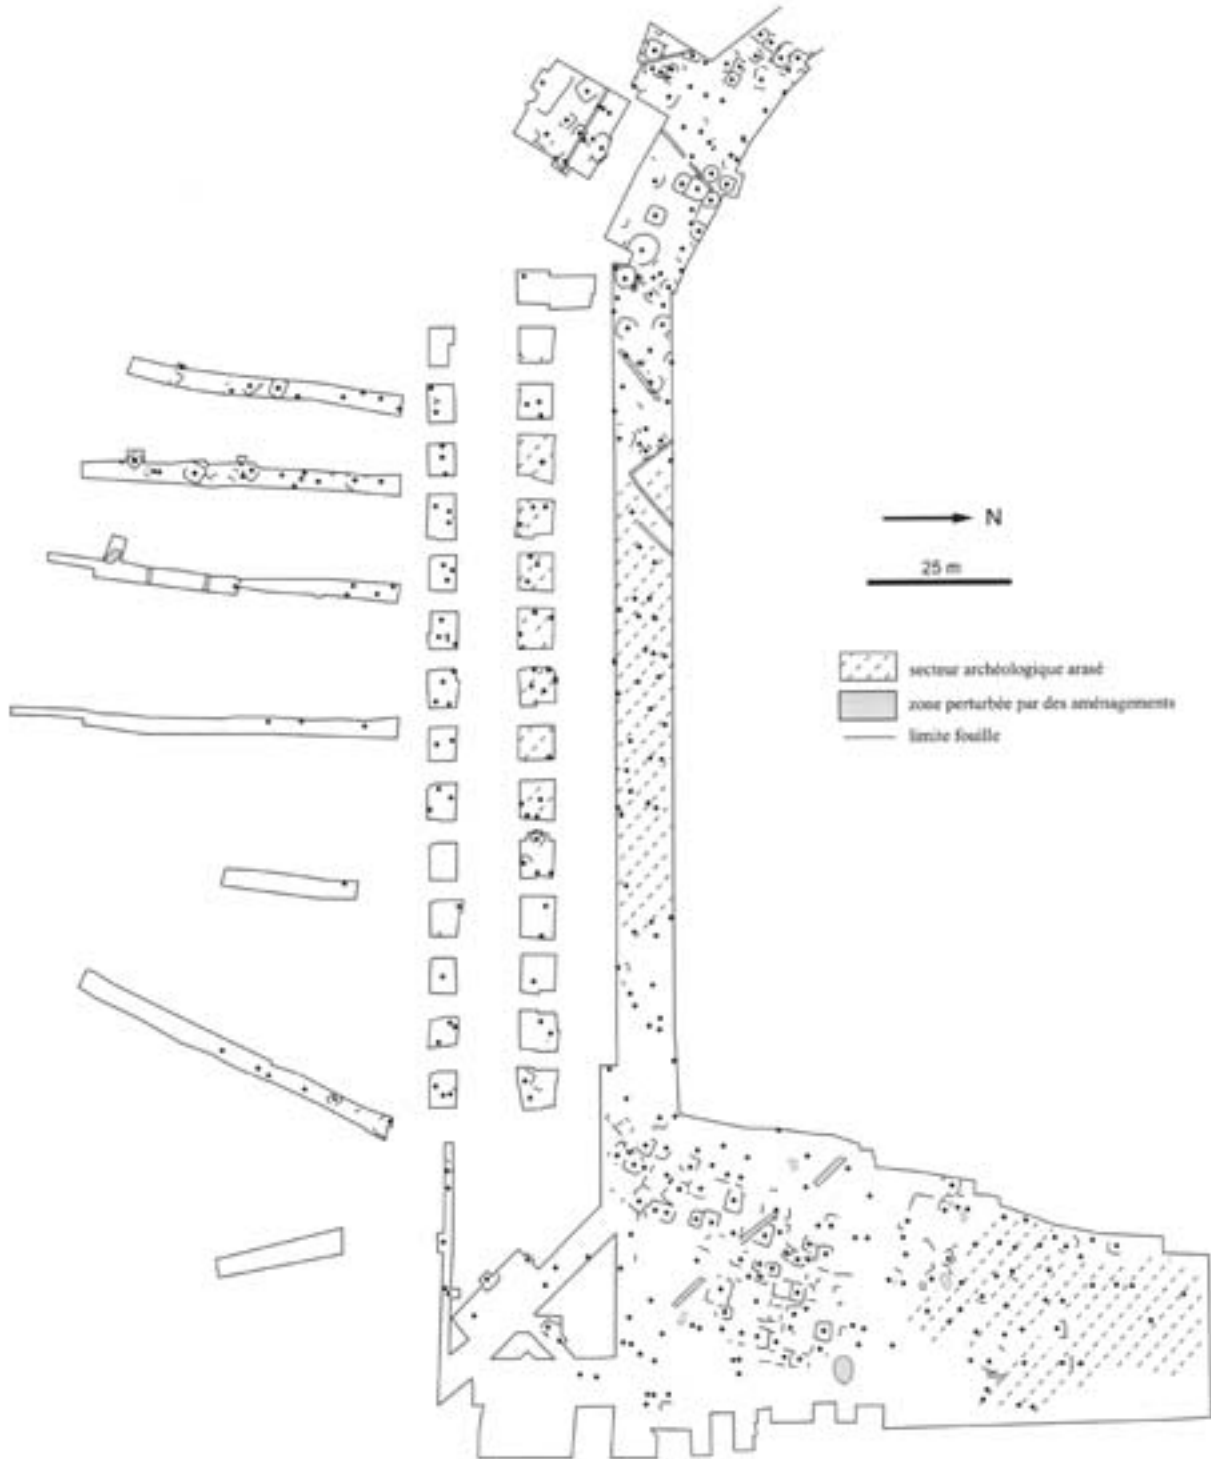 N
25 m
secteur archéologique arasé
zone perturbée par des aménagements
limite fouille